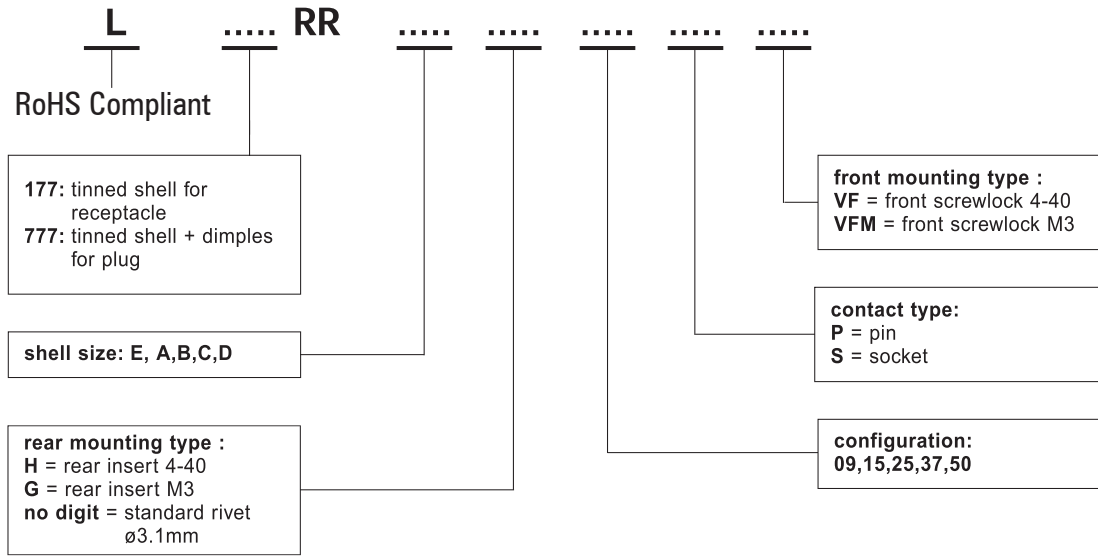 L ..... RR ..... ..... ..... ..... .....
RoHS Compliant
177: tinned shell for
receptacle
777: tinned shell + dimples
for plug
shell size: E, A,B,C,D
rear mounting type :
H = rear insert 4-40
G = rear insert M3
no digit = standard rivet
ø3.1mm
front mounting type :
VF = front screwlock 4-40
VFM = front screwlock M3
contact type:
P = pin
S = socket
configuration:
09,15,25,37,50